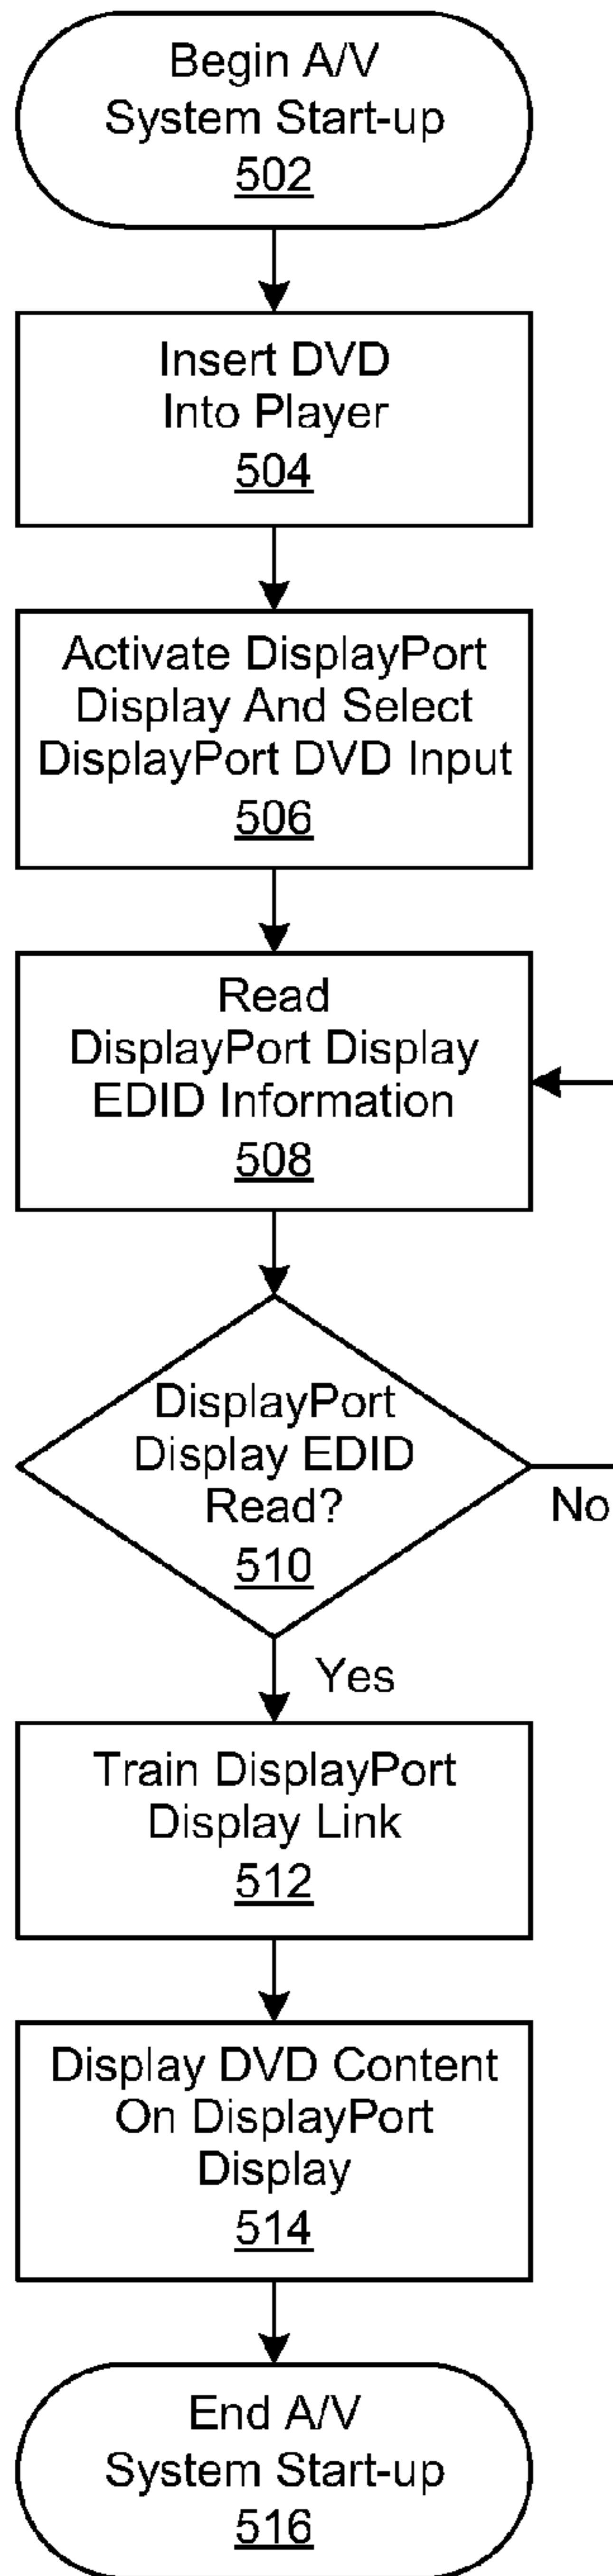 Begin A/V
System Start-up
502
Insert DVD
Into Player
504
Activate DisplayPort
Display And Select
DisplayPort DVD Input
506
Read
DisplayPort Display
EDID Information
508
DisplayPort
Display EDID
Read?
510
No
Yes
Train DisplayPort
Display Link
512
Display DVD Content
On DisplayPort
Display
514
End A/V
System Start-up
516